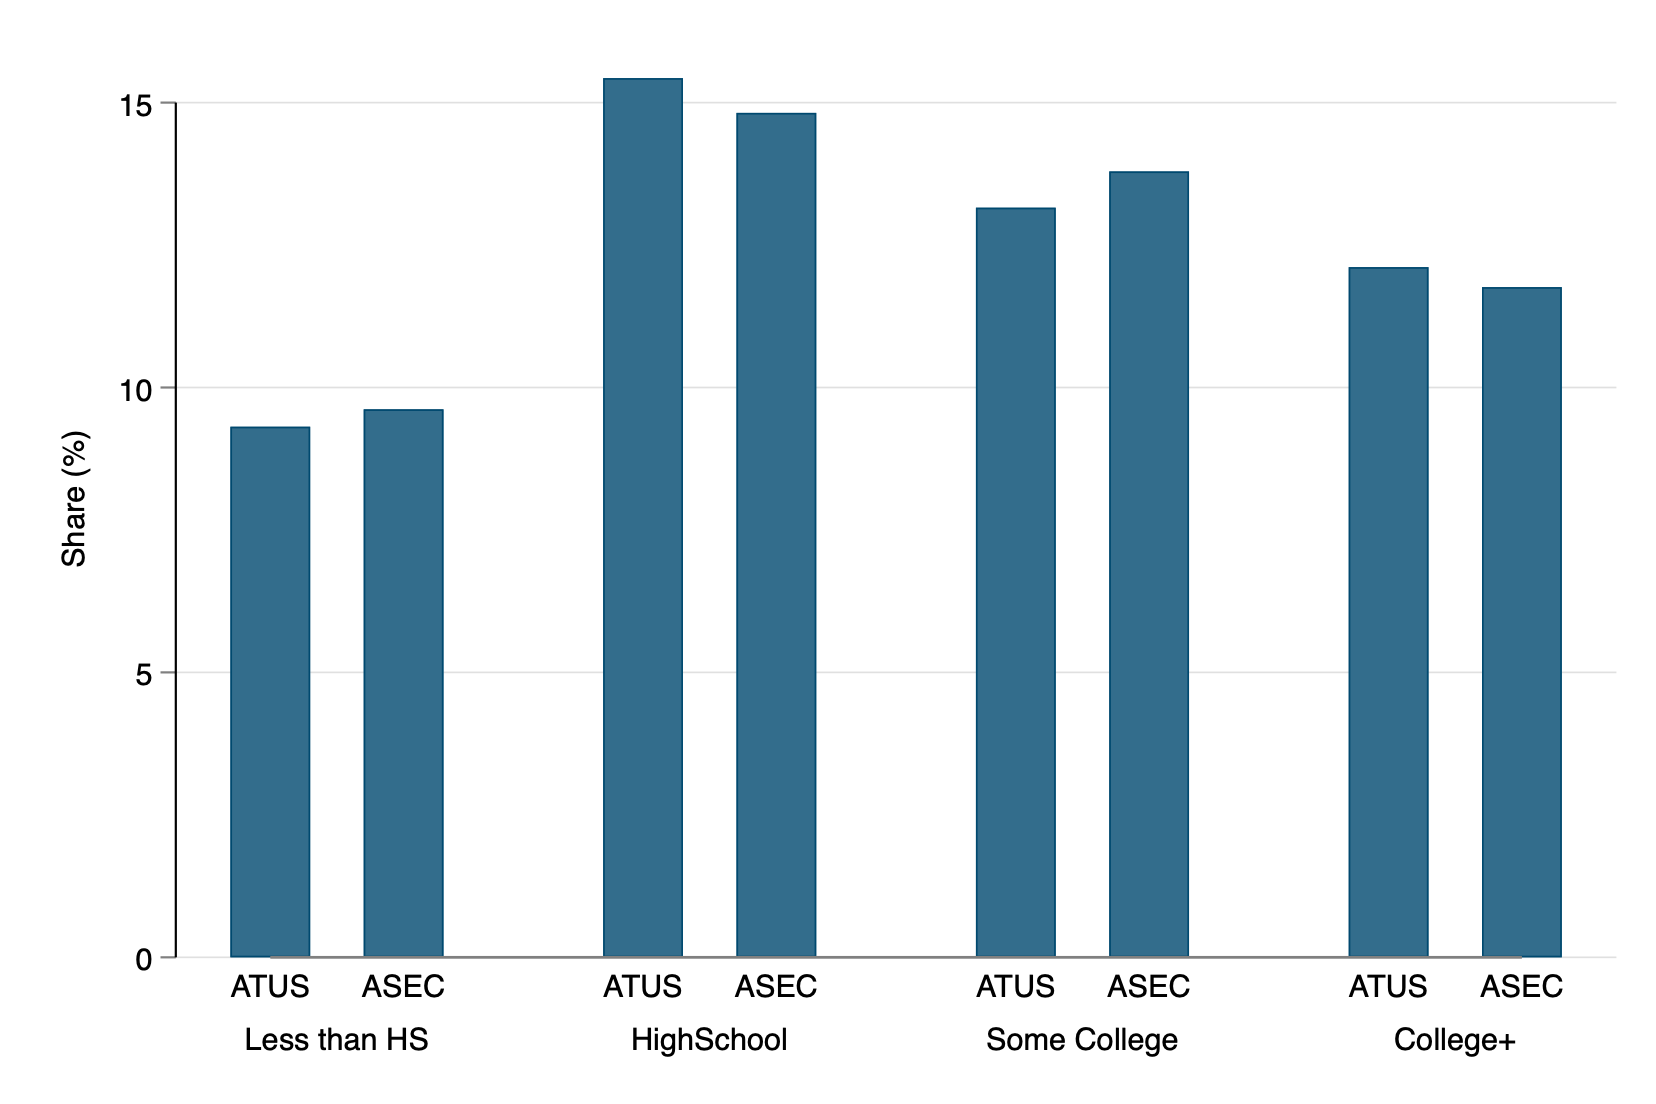 Share (%)
15
10
5
0
ATUS ASEC ATUS ASEC ATUS ASEC ATUS ASEC
Less than HS HighSchool Some College College+